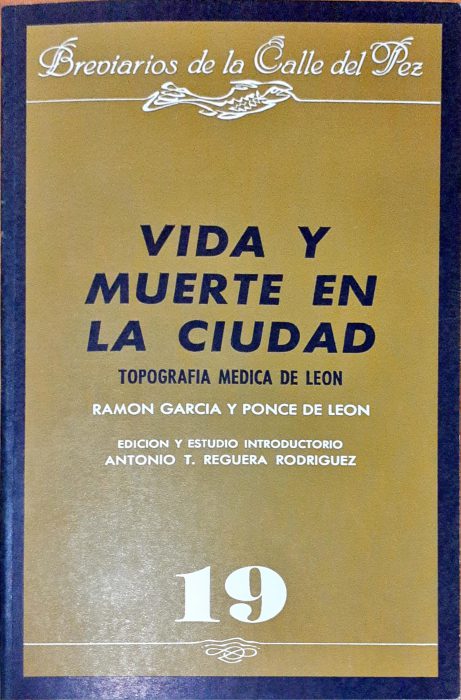 Breviarios de la Calle del Pez
VIDA Y
MUERTE EN
LA CIUDAD
TOPOGRAFIA MEDICA DE LEON
RAMON GARCIA Y PONCE DE LEON
EDICION Y ESTUDIO INTRODUCTORIO
ANTONIO T. REGUERA RODRIGUEZ
19